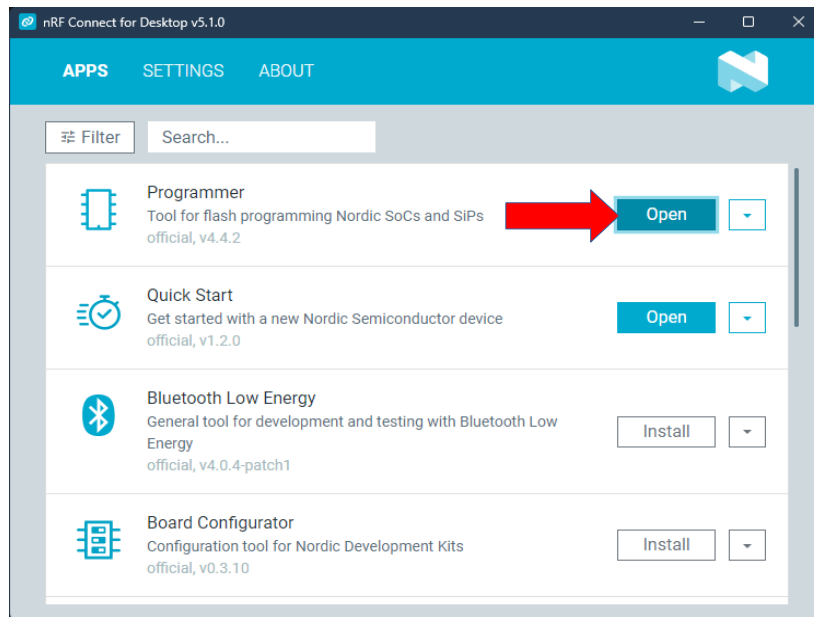 nRF Connect for Desktop v5.1.0
APPS SETTINGS ABOUT
Filter Search...
Programmer
Tool for flash programming Nordic SoCs and SiPs
official, v4.4.2
Open
Quick Start
Get started with a new Nordic Semiconductor device
official, v1.2.0
Open
Bluetooth Low Energy
General tool for development and testing with Bluetooth Low
Energy
official, v4.0.4-patch1
Install
Board Configurator
Configuration tool for Nordic Development Kits
official, v0.3.10
Install